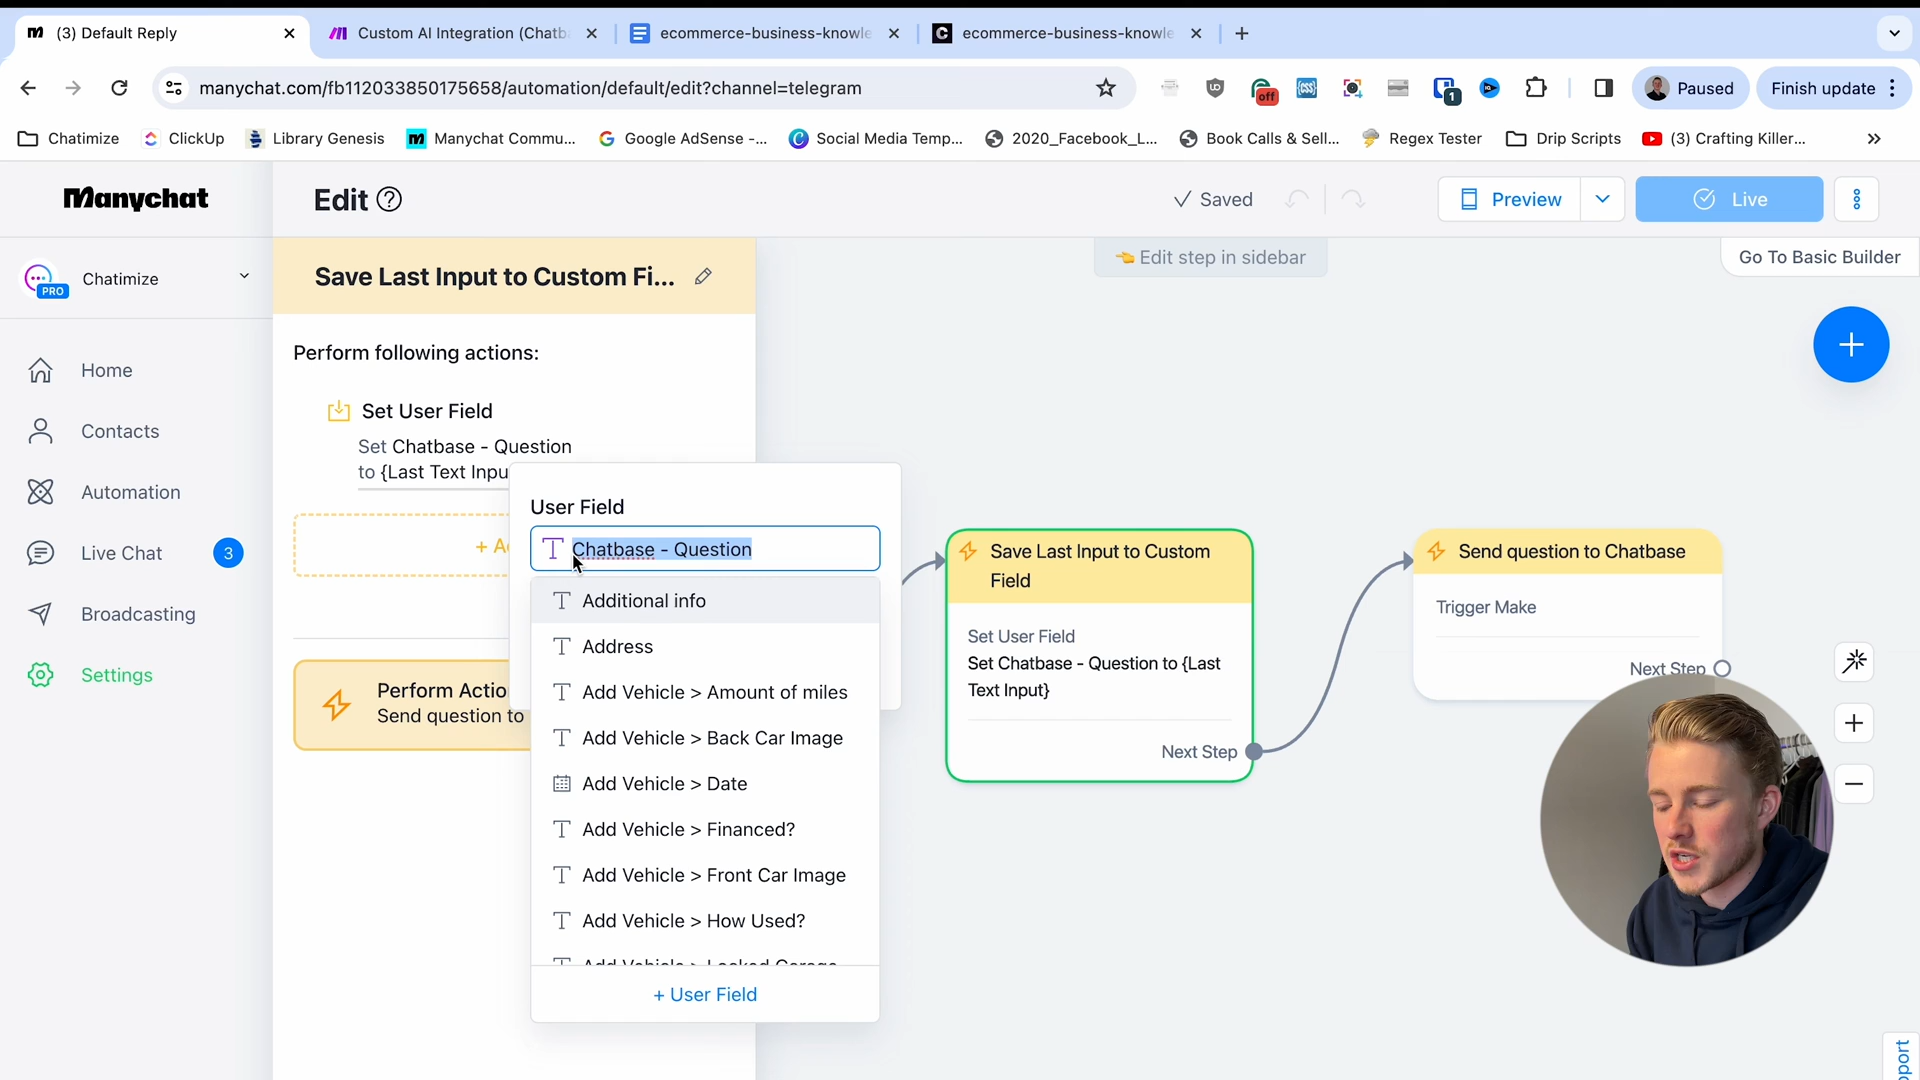 (3) Default Reply
Custom AI Integration (Chatb
ecommerce-business-knowle
ecommerce-business-knowle
manychat.com/fb112033850175658/automation/default/edit?channel=telegram
off
1
Paused
Finish update
Chatimize
ClickUp
Library Genesis
Manychat Commu...
Google AdSense -...
Social Media Temp...
2020_Facebook_L...
Book Calls & Sell...
Regex Tester
Drip Scripts
(3) Crafting Killer...
Manychat
Edit
Saved
Preview
Live
Chatimize
PRO
Save Last Input to Custom Fi...
Edit step in sidebar
Go To Basic Builder
Home
Contacts
Automation
Live Chat
3
Broadcasting
Settings
Perform following actions:
Set User Field
Set Chatbase - Question
to {Last Text Inpu
User Field
Chatbase - Question
Additional info
Address
Add Vehicle > Amount of miles
Add Vehicle > Back Car Image
Add Vehicle > Date
Add Vehicle > Financed?
Add Vehicle > Front Car Image
Add Vehicle > How Used?
+ User Field
Perform Actio
Send question to
Save Last Input to Custom
Field
Set User Field
Set Chatbase - Question to {Last
Text Input}
Next Step
Send question to Chatbase
Trigger Make
Next Step